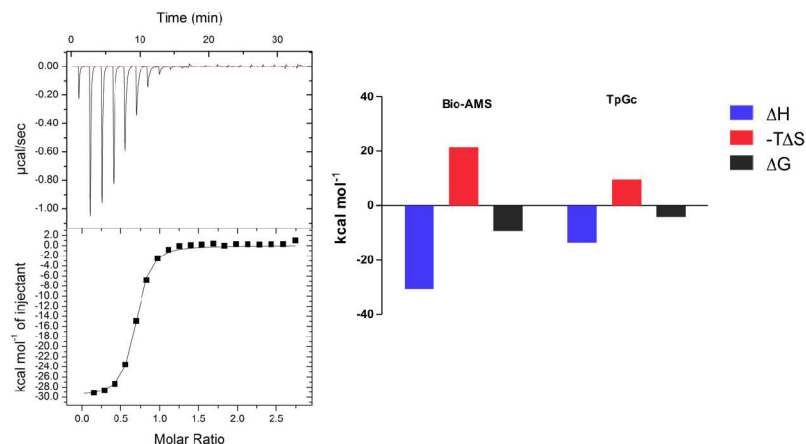 Time (min)
0 10 20 30
0.00
-0.20
-0.40
-0.60
-0.80
-1.00
µcal/sec
2.0
0.0
-2.0
-4.0
-6.0
-8.0
-10.0
-12.0
-14.0
-16.0
-18.0
-20.0
-22.0
-24.0
-26.0
-28.0
-30.0
kcal mol⁻¹ of injectant
0.0 0.5 1.0 1.5 2.0 2.5
Molar Ratio
40
20
0
-20
-40
kcal mol⁻¹
Bio-AMS TpGc
ΔH
-TΔS
ΔG